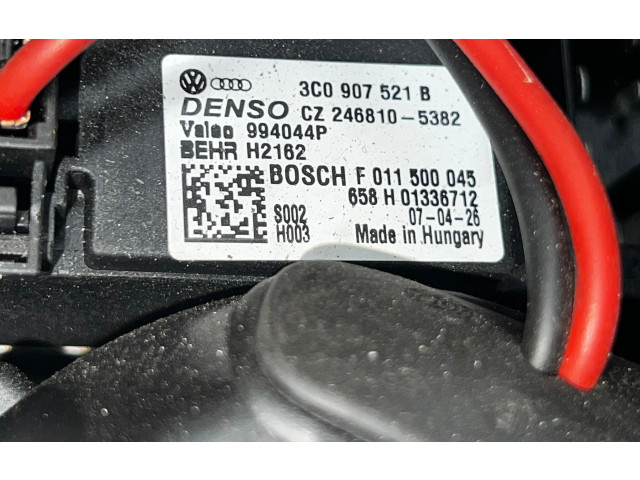 3C0 907 521 B
DENSO CZ 246810-5382
Valeo 994044P
BEHR H2162
BOSCH F 011 500 045
658 H 01336712
S002 07-04-26
H003 Made in Hungary